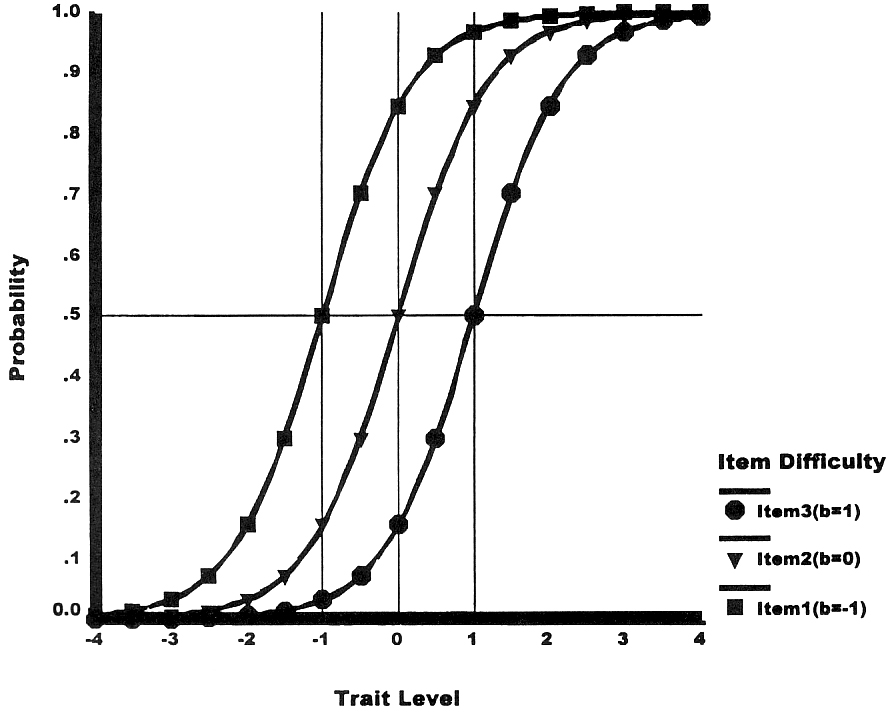 1.0
.9
.8
.7
.6
.5
.4
.3
.2
.1
0.0
Probability
-4 -3 -2 -1 0 1 2 3 4
Trait Level
Item Difficulty
Item3(b=1)
Item2(b=0)
Item1(b=-1)